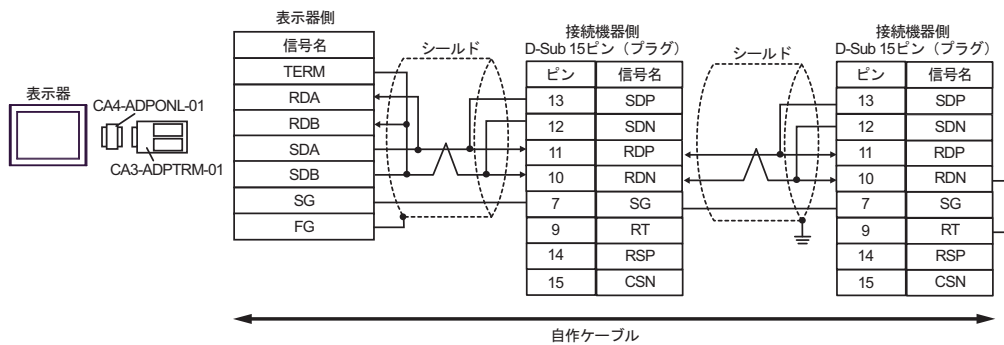 表示器
CA4-ADPONL-01
CA3-ADPTRM-01
表示器側
信号名
TERM
RDA
RDB
SDA
SDB
SG
FG
シールド
接続機器側
D-Sub 15ピン（プラグ）
ピン 信号名
13 SDP
12 SDN
11 RDP
10 RDN
7 SG
9 RT
14 RSP
15 CSN
シールド
接続機器側
D-Sub 15ピン（プラグ）
ピン 信号名
13 SDP
12 SDN
11 RDP
10 RDN
7 SG
9 RT
14 RSP
15 CSN
自作ケーブル